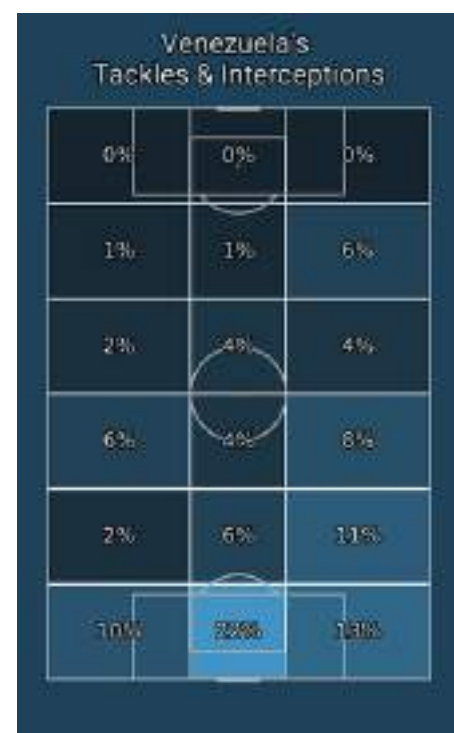 Venezuela's
Tackles & Interceptions
0% 0% 0%
1% 1% 6%
2% 4% 4%
6% 4% 8%
2% 6% 11%
10% 13%